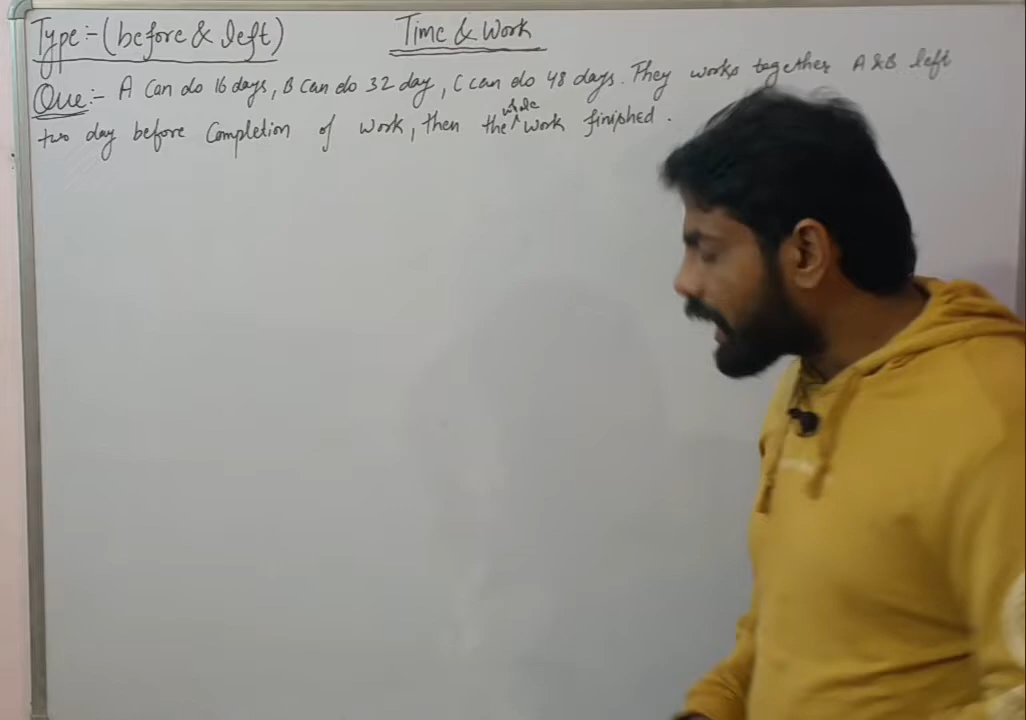 Type:-(before & left)
Time & Work
Que:- A Can do 16 days, B Can do 32 day, C can do 48 days. They works together A & B left
two day before Completion of work, then the whole work finished.